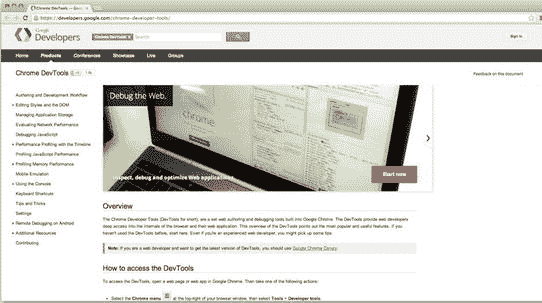 Chrome DevTools —
https://developers.google.com/chrome-developer-tools/
Google
Developers
Chrome DevTools
Search
Sign in
Home Products Conferences Showcase Live Groups
Chrome DevTools
Feedback on this document
Authoring and Development Workflow
Editing Styles and the DOM
Managing Application Storage
Evaluating Network Performance
Debugging JavaScript
Performance Profiling with the Timeline
Profiling JavaScript Performance
Profiling Memory Performance
Mobile Emulation
Using the Console
Keyboard Shortcuts
Tips and Tricks
Settings
Remote Debugging on Android
Additional Resources
Contributing
Debug the Web.
chrome
Inspect, debug and optimize Web applications.
Start now
Overview
The Chrome Developer Tools (DevTools for short), are a set web authoring and debugging tools built into Google Chrome. The DevTools provide web developers
deep access into the internals of the browser and their web application. This overview of the DevTools points out the most popular and useful features. If you
haven't used the DevTools before, start here. Even if you're an experienced web developer, you might pick up some tips.
Note: If you are a web developer and want to get the latest version of DevTools, you should use Google Chrome Canary.
How to access the DevTools
To access the DevTools, open a web page or web app in Google Chrome. Then take one of the following actions:
Select the Chrome menu at the top-right of your browser window, then select Tools > Developer tools.